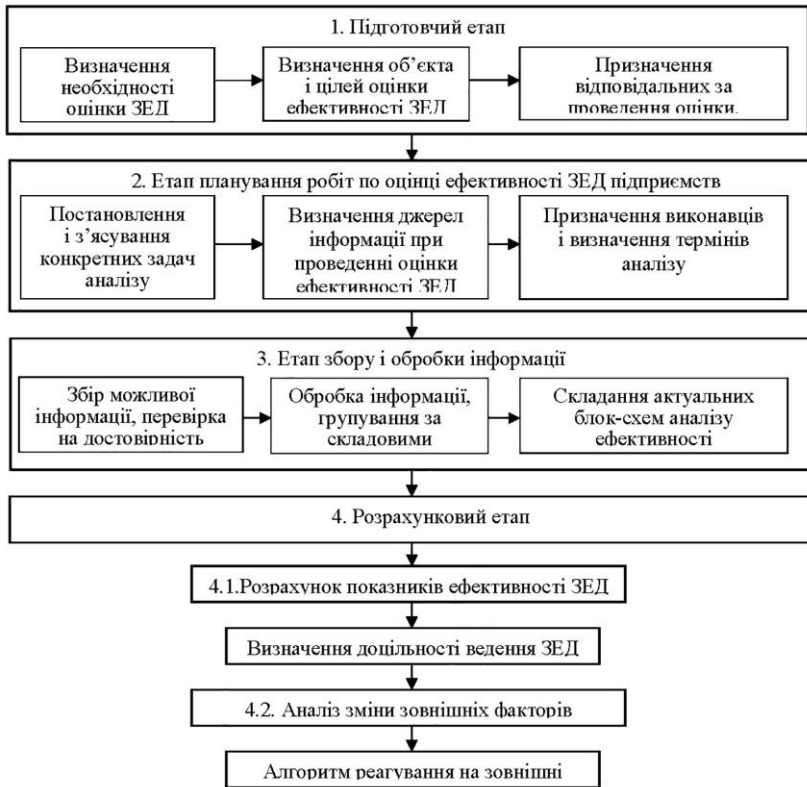 1. Підготовчий етап
Визначення
необхідності
оцінки ЗЕД
Визначення об’єкта
і цілей оцінки
ефективності ЗЕД
Призначення
відповідальних за
проведення оцінки.
2. Етап планування робіт по оцінці ефективності ЗЕД підприємств
Постановлення
і з’ясування
конкретних задач
аналізу
Визначення джерел
інформації при
проведенні оцінки
ефективності ЗЕД
Призначення виконавців
і визначення термінів
аналізу
3. Етап збору і обробки інформації
Збір можливої
інформації, перевірка
на достовірність
Обробка інформації,
групування за
складовими
Складання актуальних
блок-схем аналізу
ефективності
4. Розрахунковий етап
4.1.Розрахунок показників ефективності ЗЕД
Визначення доцільності ведення ЗЕД
4.2. Аналіз зміни зовнішніх факторів
Алгоритм реагування на зовнішні